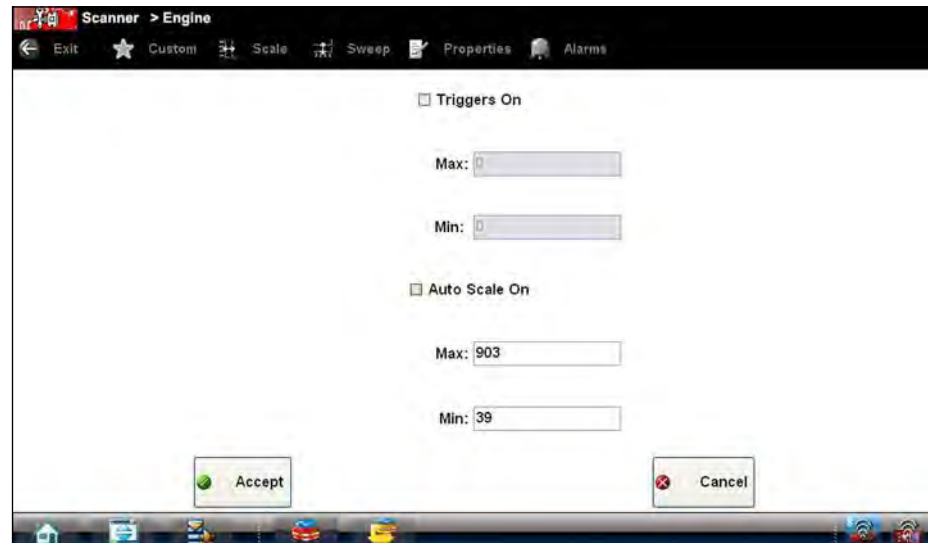 Scanner > Engine
Exit Custom Scale Sweep Properties Alarms
Triggers On
Max: 0
Min: 0
Auto Scale On
Max: 903
Min: 39
Accept Cancel